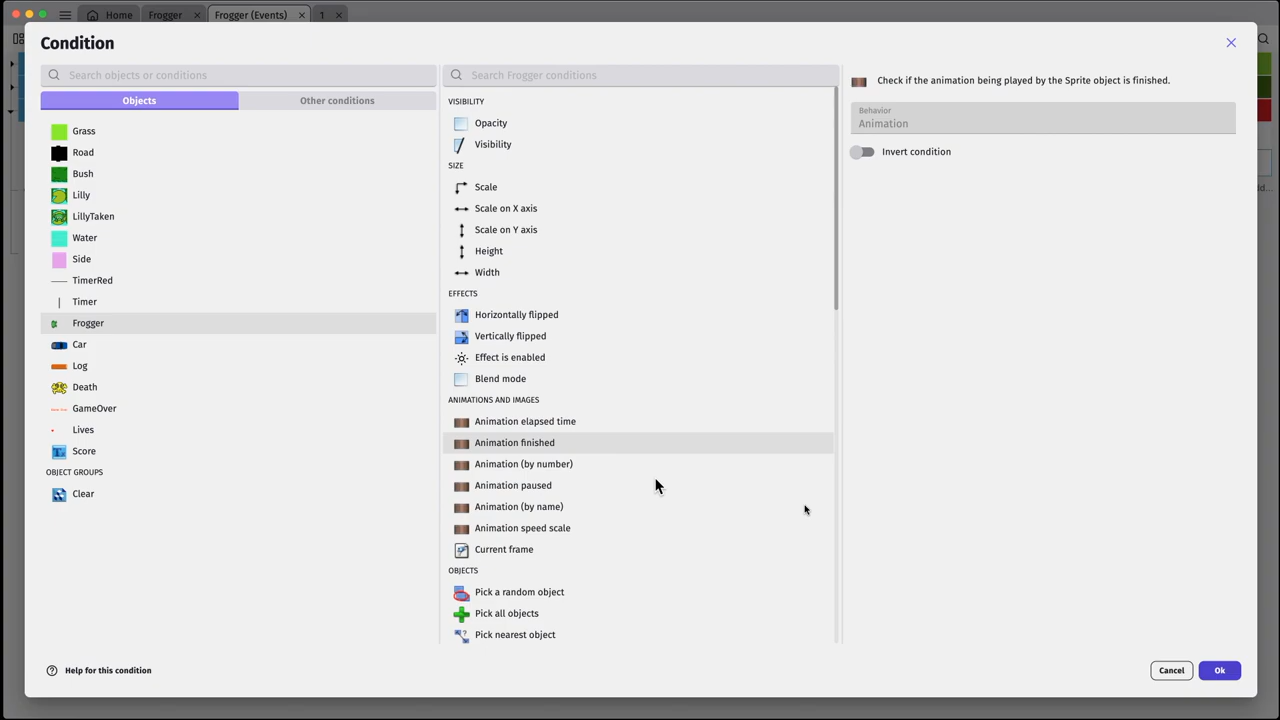 Home
Frogger
Frogger (Events)
1
Condition
Search objects or conditions
Objects
Other conditions
Grass
Road
Bush
Lilly
LillyTaken
Water
Side
TimerRed
Timer
Frogger
Car
Log
Death
GameOver
Lives
Score
OBJECT GROUPS
Clear
Search Frogger conditions
VISIBILITY
Opacity
Visibility
SIZE
Scale
Scale on X axis
Scale on Y axis
Height
Width
EFFECTS
Horizontally flipped
Vertically flipped
Effect is enabled
Blend mode
ANIMATIONS AND IMAGES
Animation elapsed time
Animation finished
Animation (by number)
Animation paused
Animation (by name)
Animation speed scale
Current frame
OBJECTS
Pick a random object
Pick all objects
Pick nearest object
Check if the animation being played by the Sprite object is finished.
Behavior
Animation
Invert condition
Help for this condition
Cancel
Ok